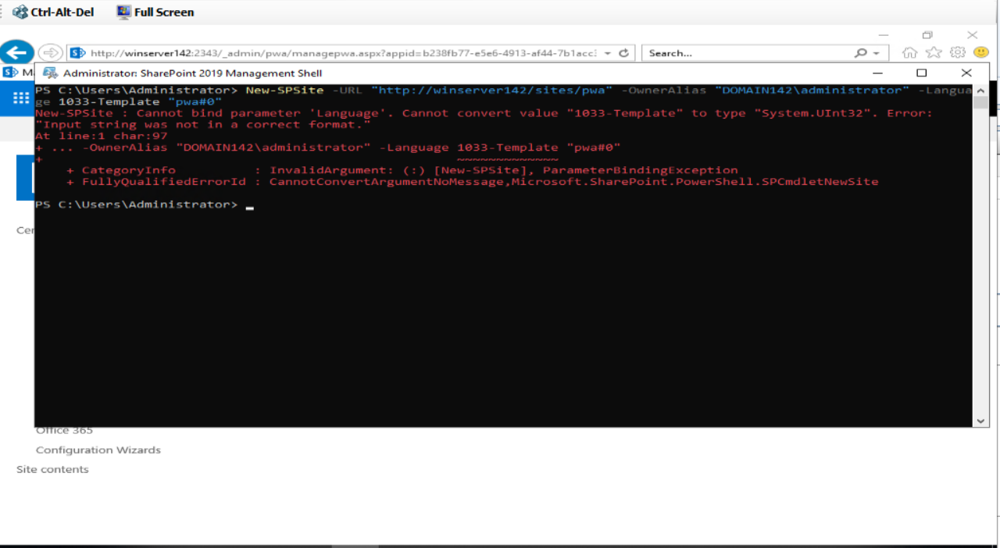 Ctrl-Alt-Del Full Screen
http://winserver142:2343/_admin/pwa/managepwa.aspx?appid=b238fb77-e5e6-4913-af44-7b1acc Search...
Administrator: SharePoint 2019 Management Shell
PS C:\Users\Administrator> New-SPSite -URL "http://winserver142/sites/pwa" -OwnerAlias "DOMAIN142\administrator" -Langua
ge 1033-Template "pwa#0"
New-SPSite : Cannot bind parameter 'Language'. Cannot convert value "1033-Template" to type "System.UInt32". Error:
"Input string was not in a correct format."
At line:1 char:97
+ ... -OwnerAlias "DOMAIN142\administrator" -Language 1033-Template "pwa#0"
+ ~~~~~~~~~~~~~
+ CategoryInfo : InvalidArgument: (:) [New-SPSite], ParameterBindingException
+ FullyQualifiedErrorId : CannotConvertArgumentNoMessage,Microsoft.SharePoint.PowerShell.SPCmdletNewSite
PS C:\Users\Administrator> _
Office 365
Configuration Wizards
Site contents